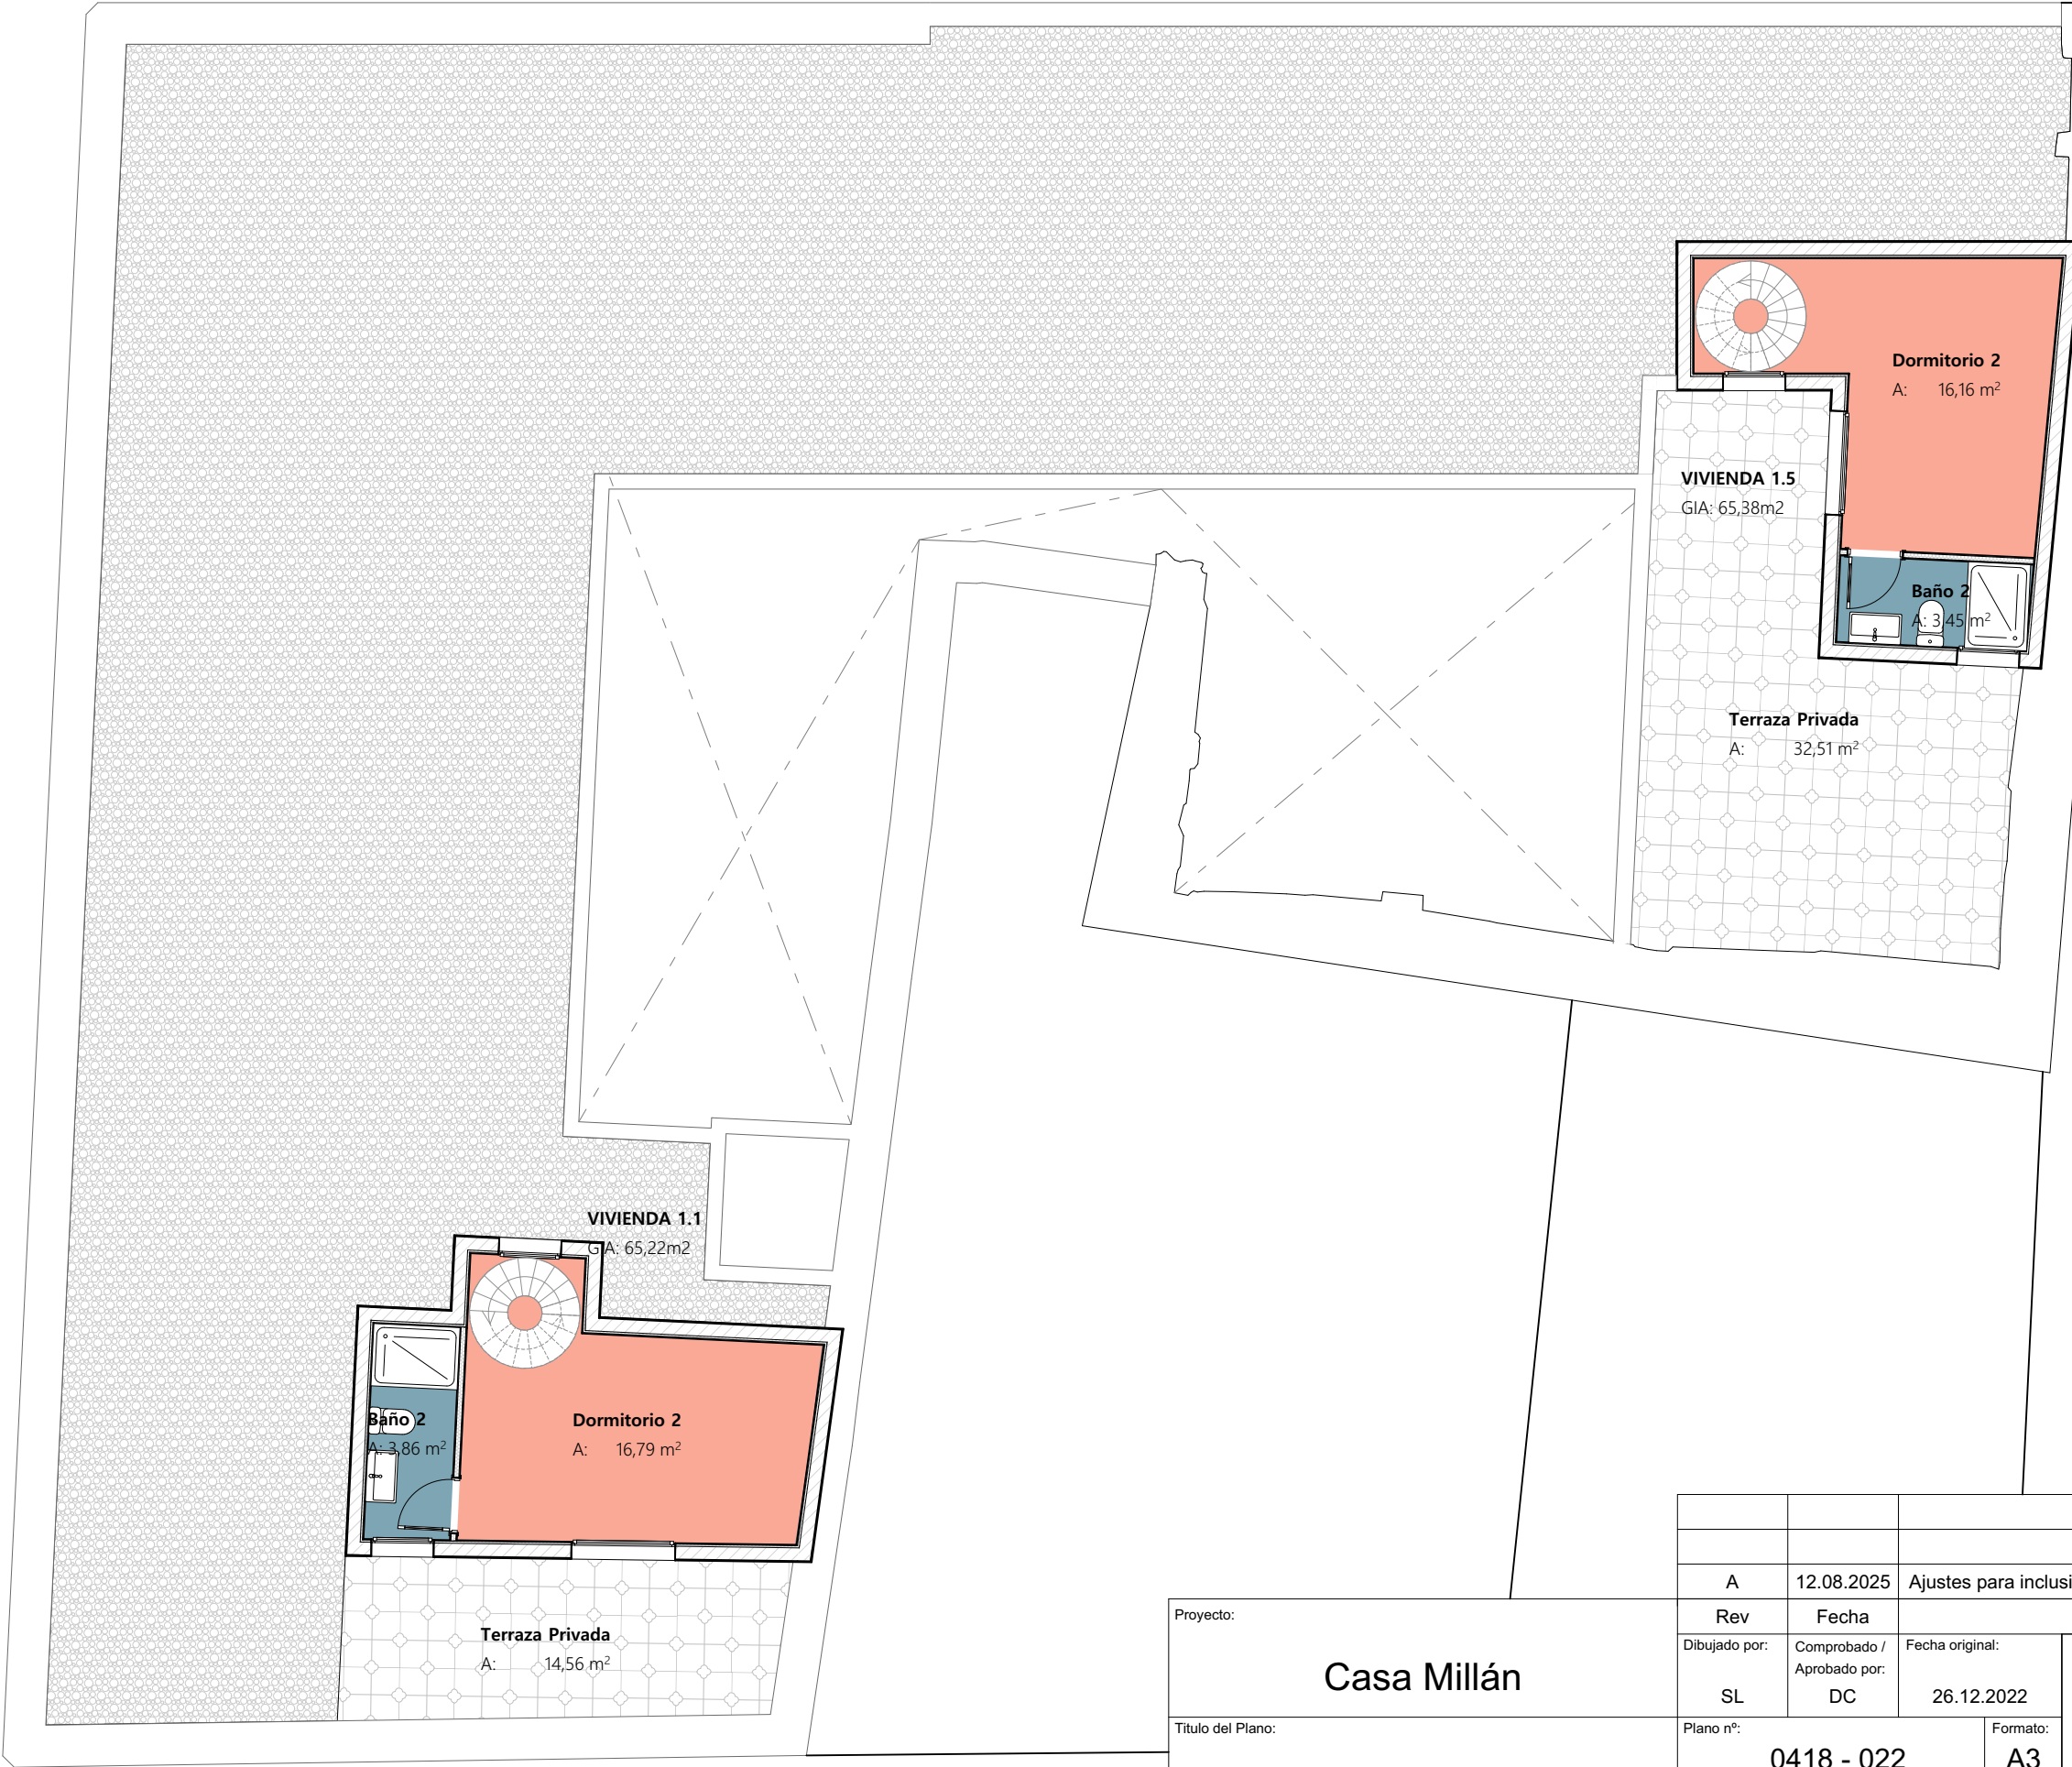 Dormitorio 2
A: 16,16 m²
VIVIENDA 1.5
GIA: 65,38m2
Baño 2
A: 3,45 m²
Terraza Privada
A: 32,51 m²
VIVIENDA 1.1
GIA: 65,22m2
Baño 2
A: 3,86 m²
Dormitorio 2
A: 16,79 m²
Terraza Privada
A: 14,56 m²
A 12.08.2025 Ajustes para inclusi
Rev Fecha
Proyecto:
Casa Millán
Dibujado por:
SL
Comprobado /
Aprobado por:
DC
Fecha original:
26.12.2022
Titulo del Plano:
Plano nº:
0418 - 022
Formato:
A3